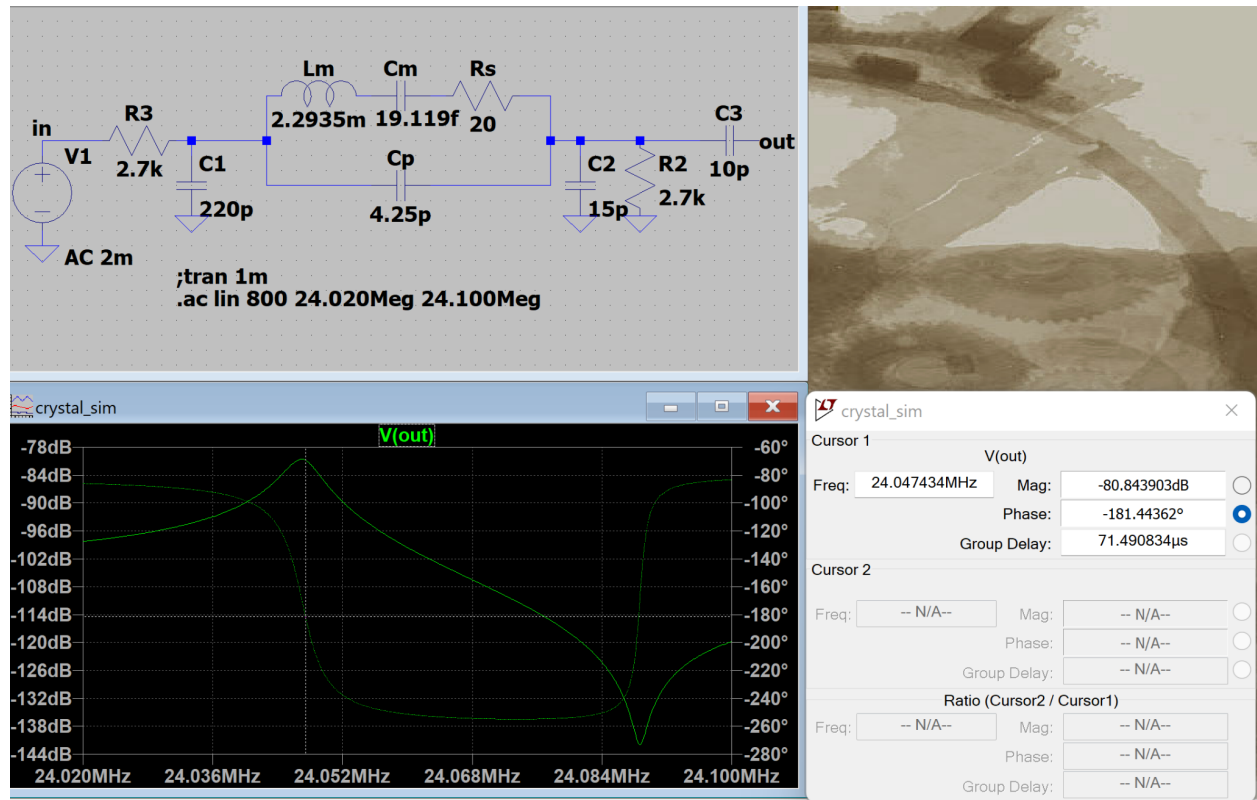 Lm
Cm
Rs
2.2935m
19.119f
20
in
R3
V1
2.7k
C1
220p
Cp
4.25p
C2
15p
R2
2.7k
C3
10p
out
AC 2m
;tran 1m
.ac lin 800 24.020Meg 24.100Meg
crystal_sim
V(out)
-78dB
-84dB
-90dB
-96dB
-102dB
-108dB
-114dB
-120dB
-126dB
-132dB
-138dB
-144dB
-60°
-80°
-100°
-120°
-140°
-160°
-180°
-200°
-220°
-240°
-260°
-280°
24.020MHz 24.036MHz 24.052MHz 24.068MHz 24.084MHz 24.100MHz
crystal_sim
Cursor 1
V(out)
Freq: 24.047434MHz Mag: -80.843903dB
Phase: -181.44362°
Group Delay: 71.490834µs
Cursor 2
Freq: -- N/A-- Mag: -- N/A--
Phase: -- N/A--
Group Delay: -- N/A--
Ratio (Cursor2 / Cursor1)
Freq: -- N/A-- Mag: -- N/A--
Phase: -- N/A--
Group Delay: -- N/A--